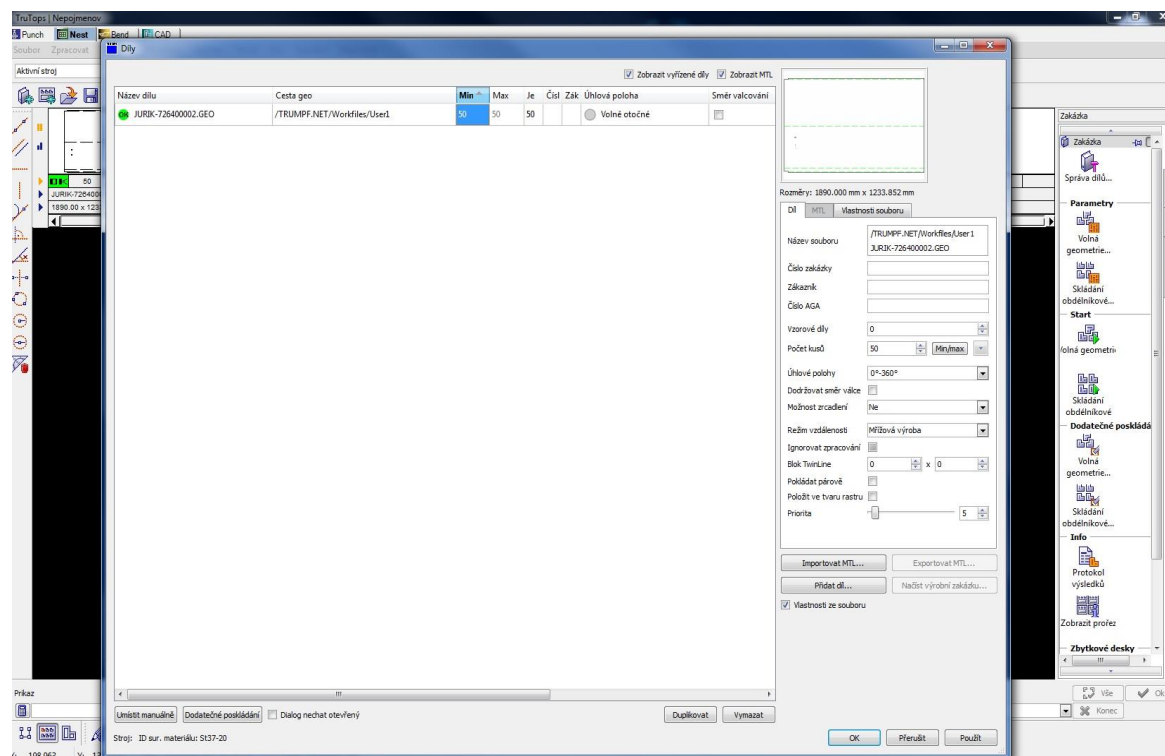 TruTops | Nepojmenov
Punch Nest Bend CAD
Soubor Zpracovat
Aktivní stroj
Díly
Zobrazit vyřízené díly Zobrazit MTL
Název dílu Cesta geo Min Max Je Čísl Zák Úhlová poloha Směr valcování
OK JURIK-726400002.GEO /TRUMPF.NET/Workfiles/User1 50 50 50 Volně otočné
50
JURIK-726400
1890.00 x 123
Rozměry: 1890.000 mm x 1233.852 mm
Díl MTL Vlastnosti souboru
Název souboru /TRUMPF.NET/Workfiles/User1
JURIK-726400002.GEO
Číslo zakázky
Zákazník
Číslo AGA
Vzorové díly 0
Počet kusů 50 Min/max
Úhlové polohy 0°-360°
Dodržovat směr válce
Možnost zrcadlení Ne
Režim vzdálenosti Mřížová výroba
Ignorovat zpracování
Blok TwinLine 0 x 0
Pokládat párově
Položit ve tvaru rastru
Priorita 5
Importovat MTL... Exportovat MTL...
Přidat díl... Načíst výrobní zakázku...
Vlastnosti ze souboru
Umístit manuálně Dodatečné poskládání Dialog nechat otevřený Duplikovat Vymazat
Stroj: ID sur. materiálu: St37-20
OK Přerušit Použít
Zakázka
Zakázka
Správa dílů...
Parametry
Volná
geometrie...
Skládání
obdélníkové...
Start
Volná geometri
Skládání
obdélníkové
Dodatečné poskládá
Volná
geometrie...
Skládání
obdélníkové...
Info
Protokol
výsledků
Zobrazit prořez
Zbytkové desky
Prikaz
Vše Ok
Konec